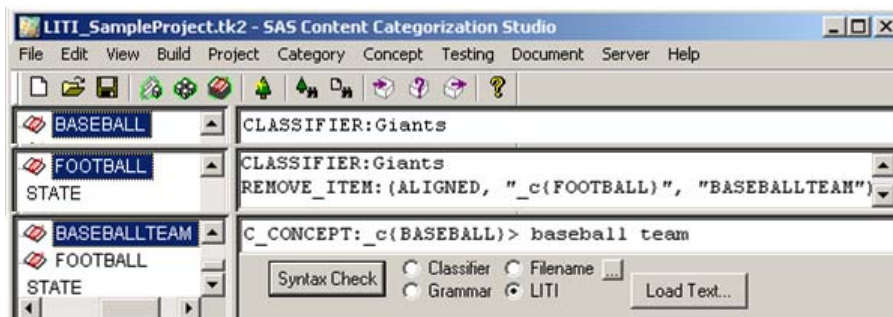 LITI_SampleProject.tk2 - SAS Content Categorization Studio
File Edit View Build Project Category Concept Testing Document Server Help
BASEBALL
CLASSIFIER:Giants
FOOTBALL
STATE
CLASSIFIER:Giants
REMOVE_ITEM:(ALIGNED, "_c{FOOTBALL}", "BASEBALLTEAM")
BASEBALLTEAM
FOOTBALL
STATE
C_CONCEPT:_c{BASEBALL}> baseball team
Syntax Check
Classifier Filename ...
Grammar LITI
Load Text...